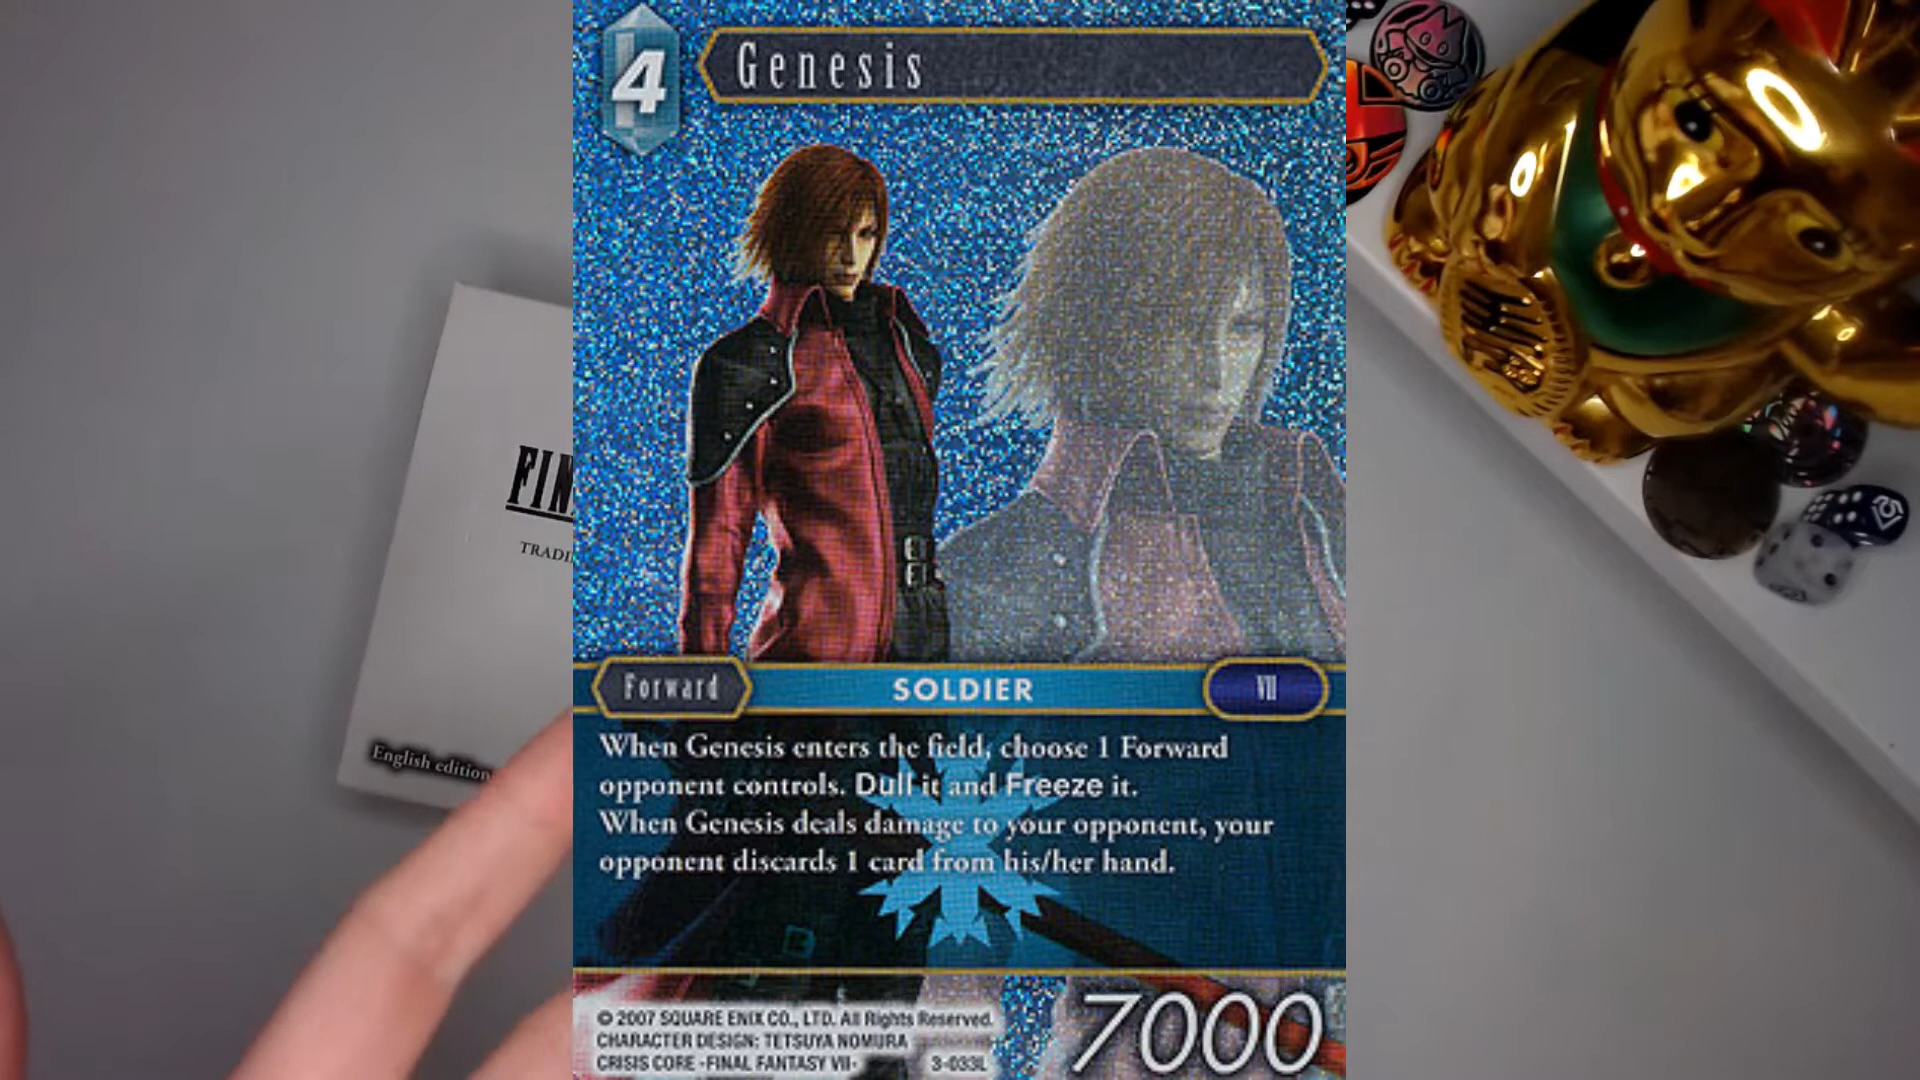 4
Genesis
FIN
TRADI
English edition
Forward
SOLDIER
VII
When Genesis enters the field, choose 1 Forward
opponent controls. Dull it and Freeze it.
When Genesis deals damage to your opponent, your
opponent discards 1 card from his/her hand.
© 2007 SQUARE ENIX CO., LTD. All Rights Reserved.
CHARACTER DESIGN: TETSUYA NOMURA
CRISIS CORE -FINAL FANTASY VII-
3-033L
7000